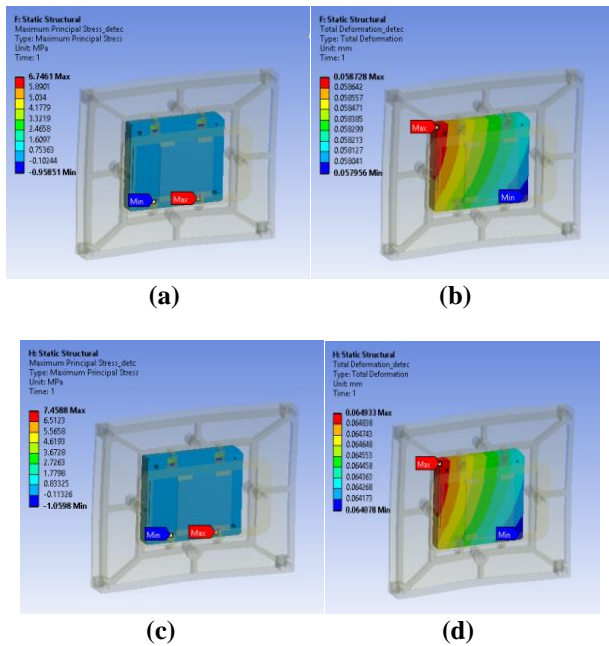 F: Static Structural
Maximum Principal Stress_detec
Type: Maximum Principal Stress
Unit: MPa
Time: 1
6.7461 Max
5.8901
5.034
4.1779
3.3219
2.4658
1.6097
0.75363
-0.10244
-0.95851 Min
Min
Max
(a)
F: Static Structural
Total Deformation_detec
Type: Total Deformation
Unit: mm
Time: 1
0.058728 Max
0.058642
0.058557
0.058471
0.058385
0.058299
0.058213
0.058127
0.058041
0.057956 Min
Max
Min
(b)
H: Static Structural
Maximum Principal Stress_detc
Type: Maximum Principal Stress
Unit: MPa
Time: 1
7.4588 Max
6.5123
5.5658
4.6193
3.6728
2.7263
1.7798
0.83325
-0.11326
-1.0598 Min
Min
Max
(c)
H: Static Structural
Total Deformation_detec
Type: Total Deformation
Unit: mm
Time: 1
0.064933 Max
0.064838
0.064743
0.064648
0.064553
0.064458
0.064363
0.064268
0.064173
0.064078 Min
Max
Min
(d)